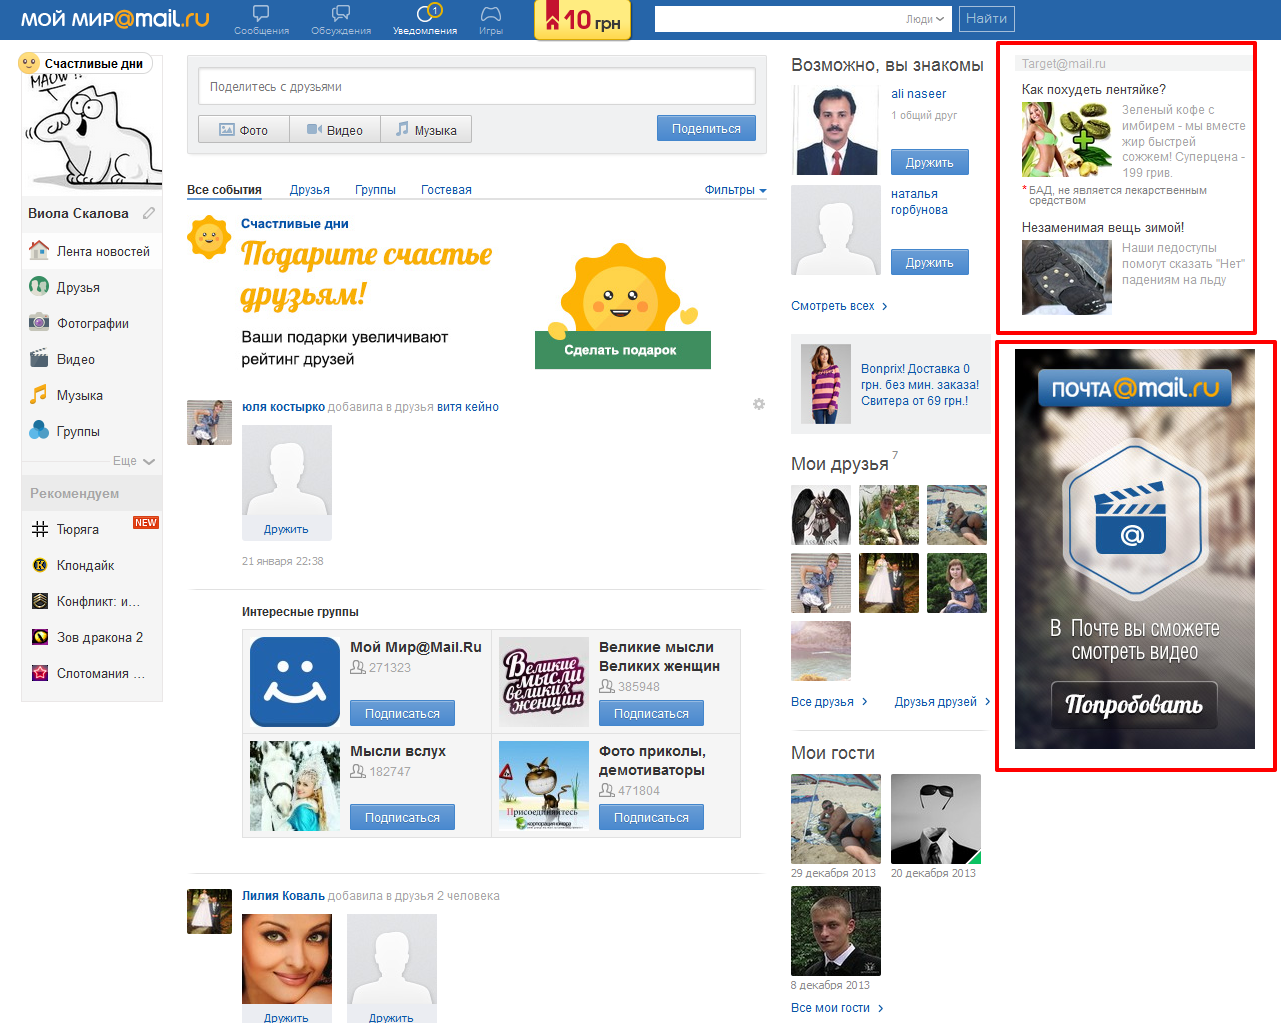 МОЙ МИР@mail.ru
Сообщения
Обсуждения
Уведомления
1
Игры
10 грн
Люди
Найти
Счастливые дни
MAOW
Виола Скалова
Лента новостей
Друзья
Фотографии
Видео
Музыка
Группы
Еще
Рекомендуем
Тюряга
NEW
Клондайк
Конфликт: и...
Зов дракона 2
Слотомания ...
Поделитесь с друзьями
Фото
Видео
Музыка
Поделиться
Все события
Друзья
Группы
Гостевая
Фильтры
Счастливые дни
Подарите счастье
друзьям!
Ваши подарки увеличивают
рейтинг друзей
Сделать подарок
юля костырко добавила в друзья витя кейно
Дружить
21 января 22:38
Интересные группы
Мой Мир@Mail.Ru
271323
Подписаться
Великие
мысли
великих
женщин
Великие мысли
Великих женщин
385948
Подписаться
Мысли вслух
182747
Подписаться
Присоединяйтесь
Фото приколы,
демотиваторы
471804
Подписаться
Лилия Коваль добавила в друзья 2 человека
Дружить
Дружить
Возможно, вы знакомы
ali naseer
1 общий друг
Дружить
наталья
горбунова
Дружить
Смотреть всех
Bonprix! Доставка 0
грн. без мин. заказа!
Свитера от 69 грн.!
Мои друзья 7
Все друзья
Друзья друзей
Мои гости
29 декабря 2013
20 декабря 2013
8 декабря 2013
Все мои гости
Target@mail.ru
Как похудеть лентяйке?
Зеленый кофе с
имбирем - мы вместе
жир быстрей
сожжем! Суперцена -
199 грив.
* БАД, не является лекарственным
средством
Незаменимая вещь зимой!
Наши ледоступы
помогут сказать "Нет"
падениям на льду
ПОЧТА@mail.ru
@
В Почте вы сможете
смотреть видео
Попробовать